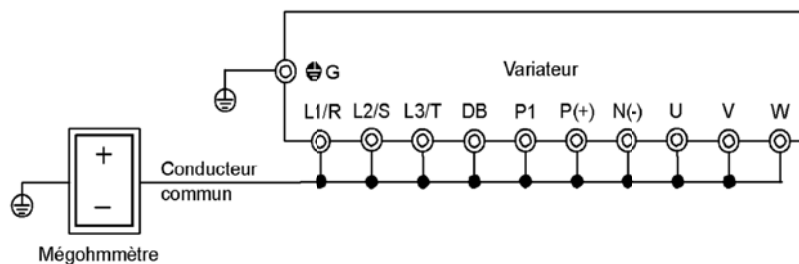 G
Variateur
L1/R L2/S L3/T DB P1 P(+) N(-) U V W
+
Conducteur
commun
−
Mégohmmètre